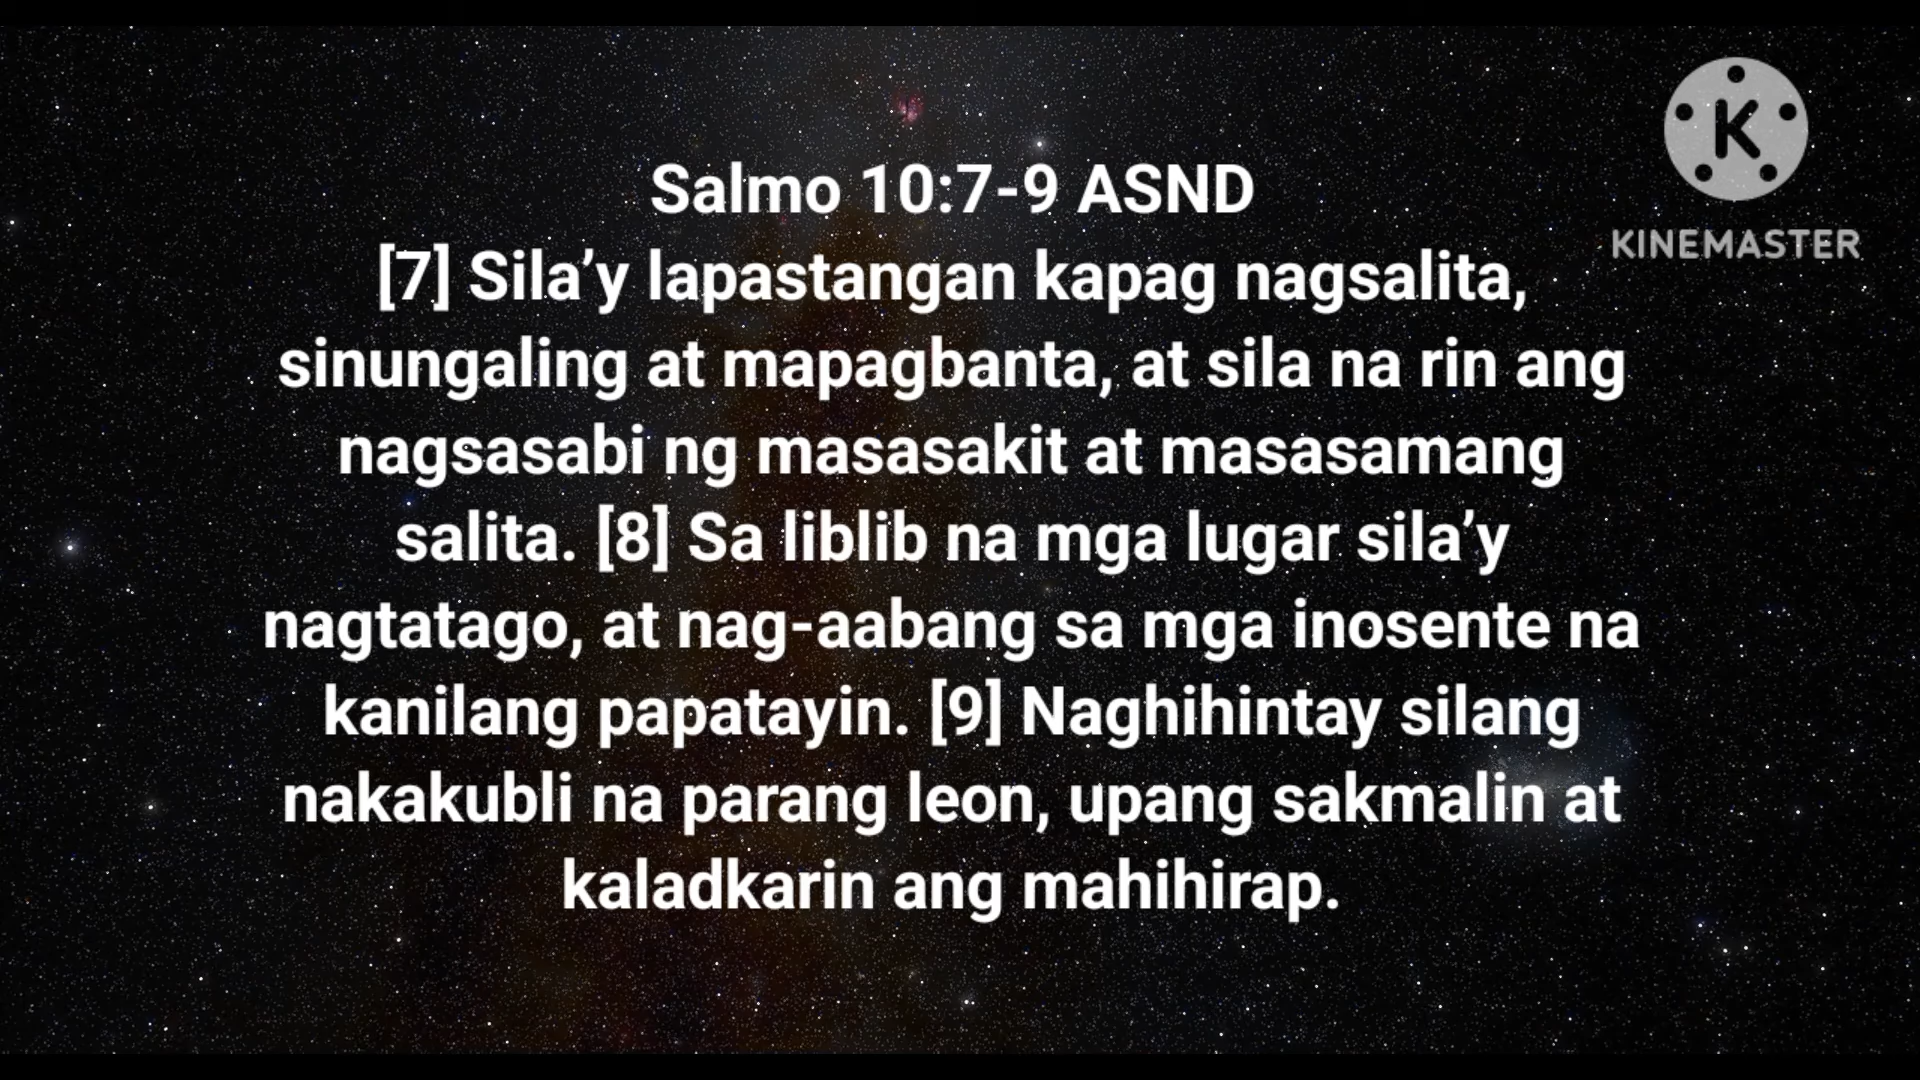 Salmo 10:7-9 ASND
[7] Sila’y lapastangan kapag nagsalita,
sinungaling at mapagbanta, at sila na rin ang
nagsasabi ng masasakit at masasamang
salita. [8] Sa liblib na mga lugar sila’y
nagtatago, at nag-aabang sa mga inosente na
kanilang papatayin. [9] Naghihintay silang
nakakubli na parang leon, upang sakmalin at
kaladkarin ang mahihirap.
K
KINEMASTER